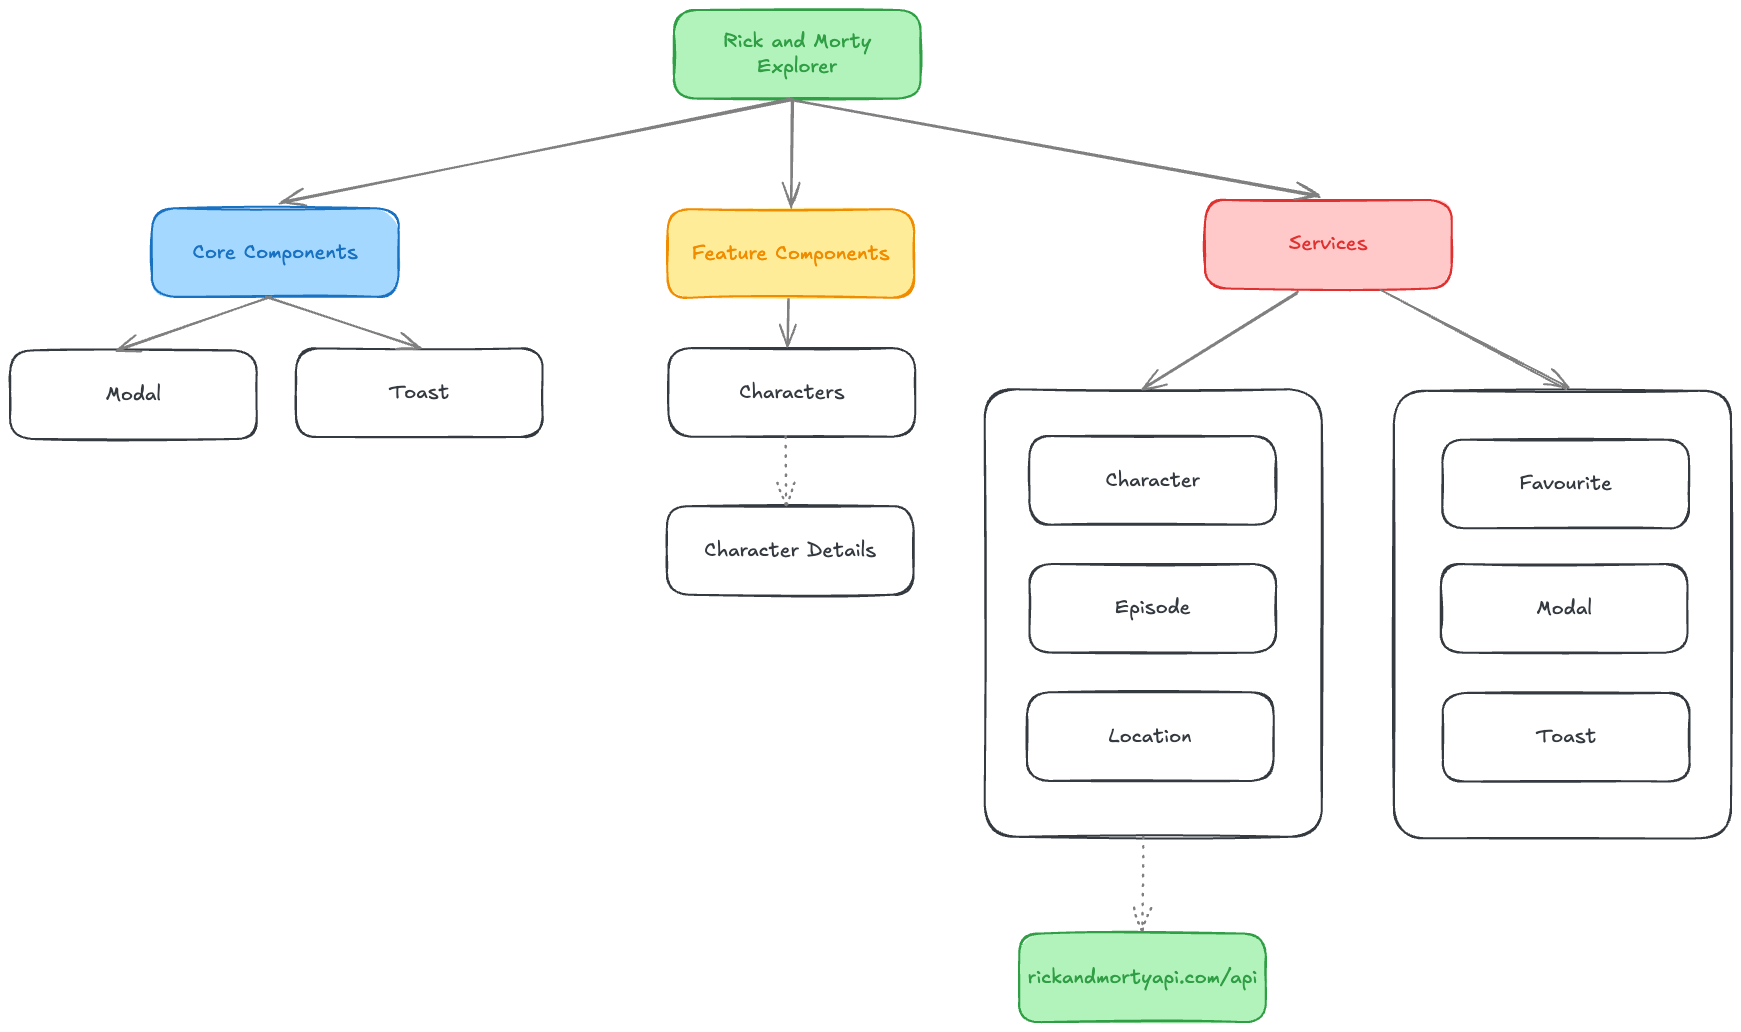 Rick and Morty
Explorer
Core Components
Feature Components
Services
Modal
Toast
Characters
Character Details
Character
Episode
Location
Favourite
Modal
Toast
rickandmortyapi.com/api